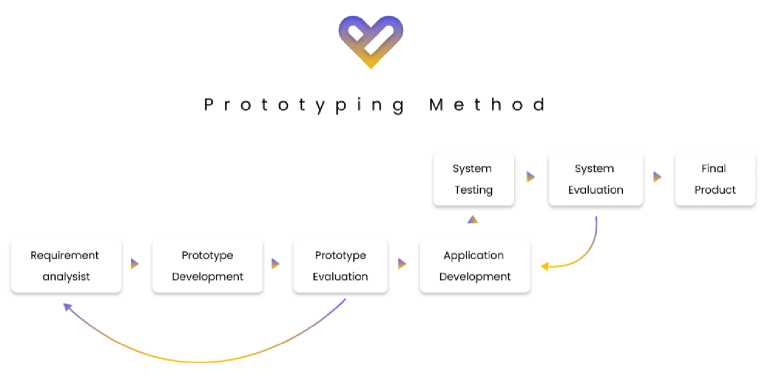 Prototyping Method
System
Testing
System
Evaluation
Final
Product
Requirement
analysist
Prototype
Development
Prototype
Evaluation
Application
Development